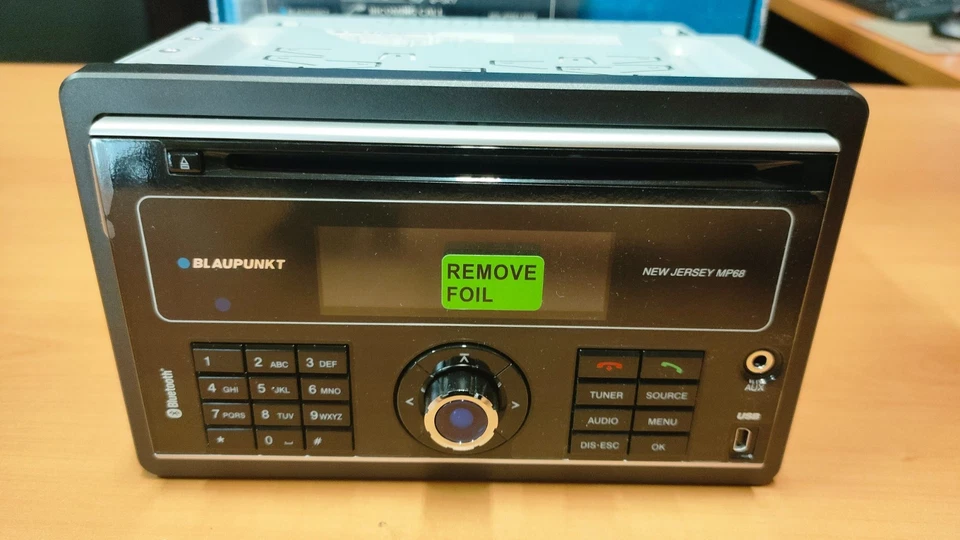 BLAUPUNKT
REMOVE
FOIL
NEW JERSEY MP68
1
2 ABC
3 DEF
4 GHI
5 JKL
6 MNO
7 PQRS
8 TUV
9 WXYZ
*
0
#
Bluetooth
TUNER
SOURCE
AUDIO
MENU
DIS·ESC
OK
AUX
USB